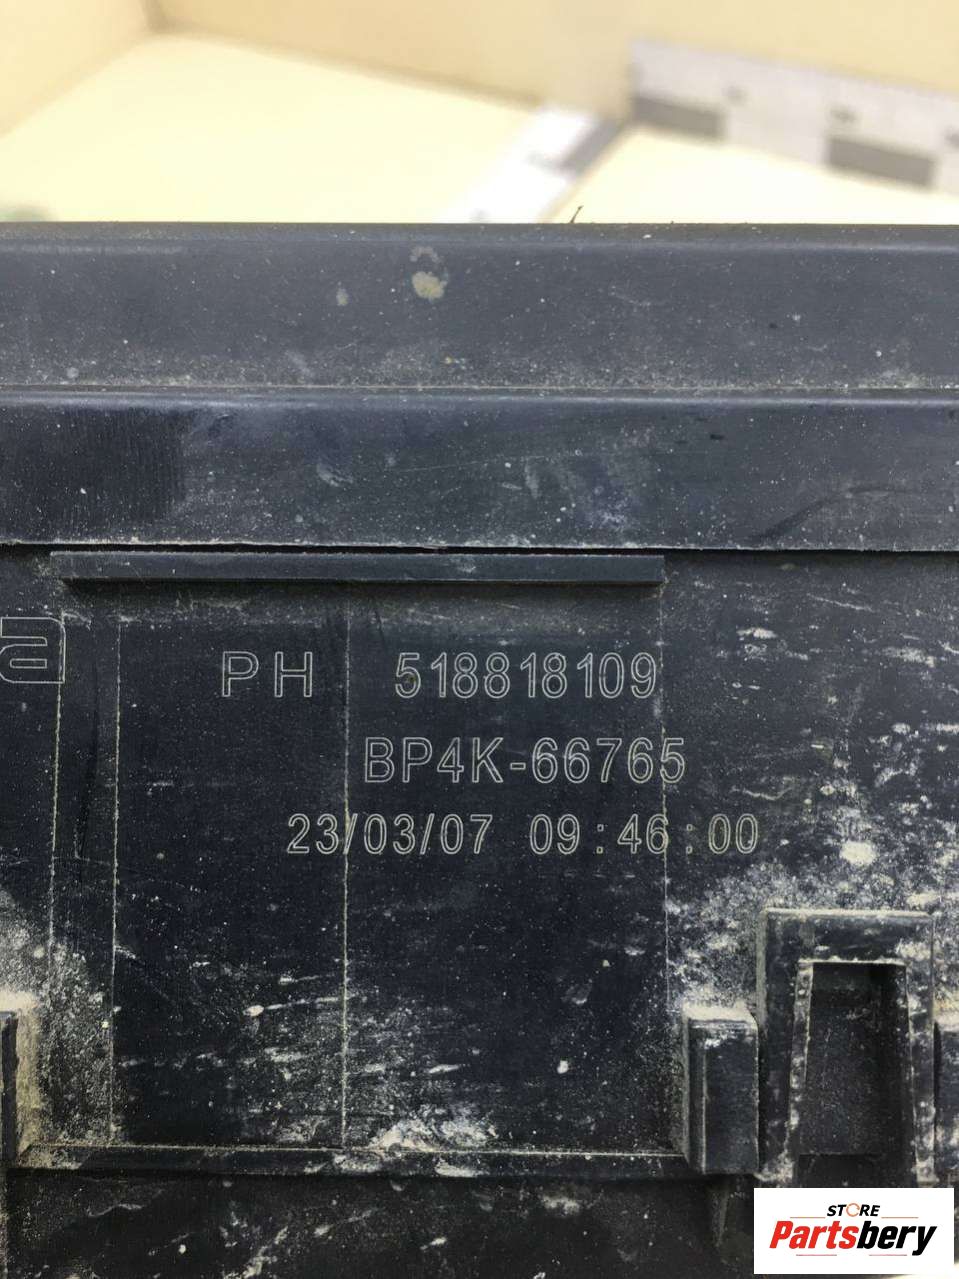 a PH 518818109
BP4K-66765
23/03/07 09:46:00
STORE
Partsbery